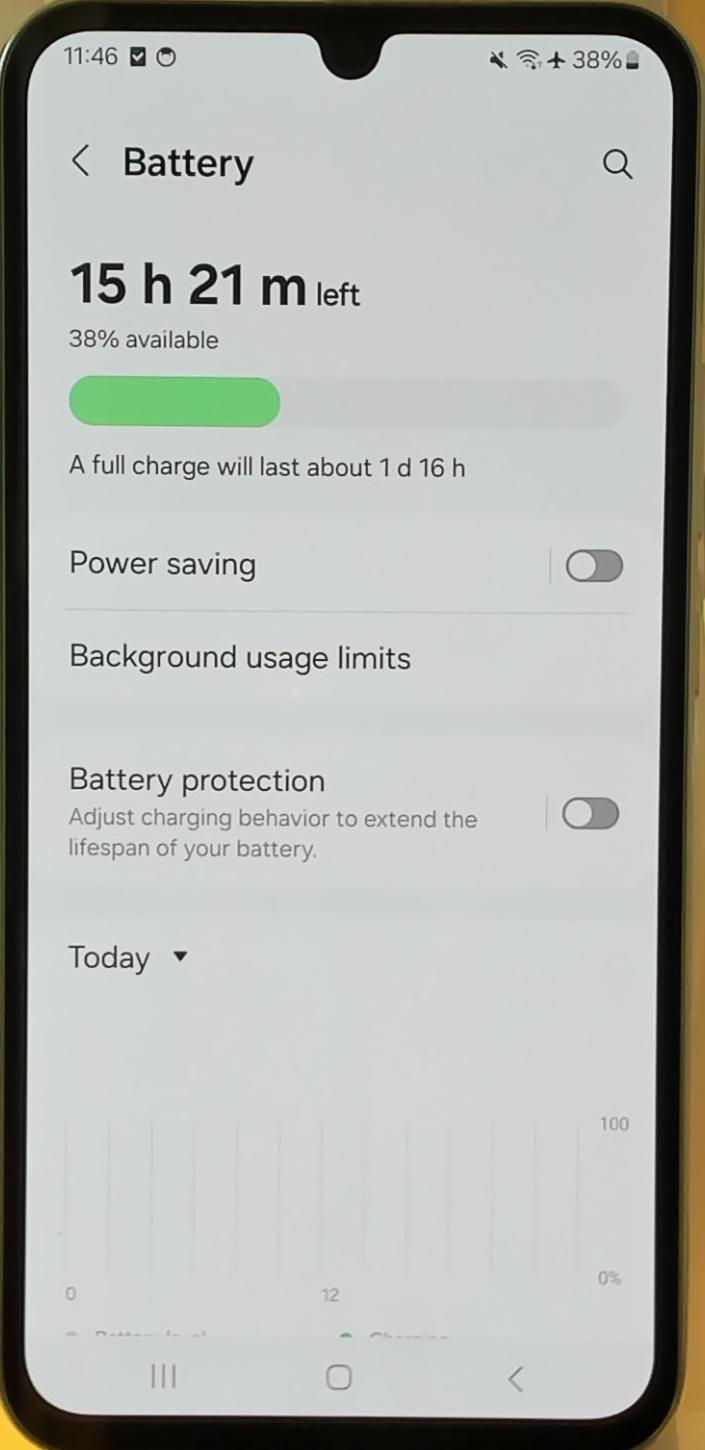 11:46 38%
Battery
15 h 21 m left
38% available
A full charge will last about 1 d 16 h
Power saving
Background usage limits
Battery protection
Adjust charging behavior to extend the
lifespan of your battery.
Today
100
0%
0 12